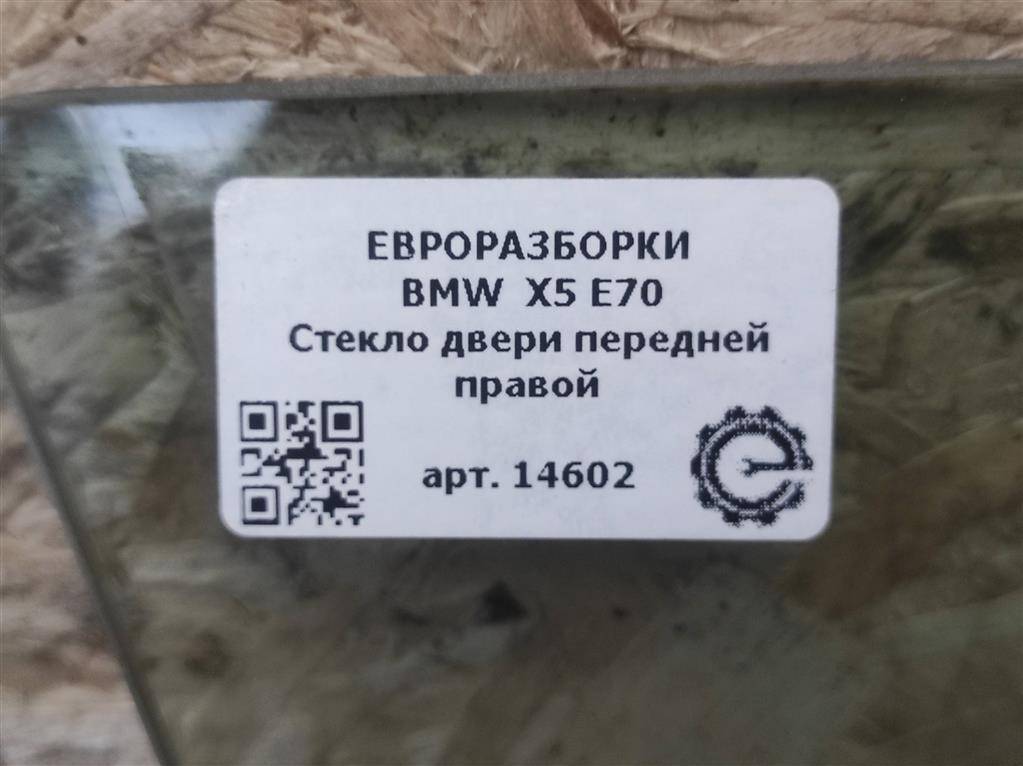 ЕВРОРАЗБОРКИ
BMW X5 E70
Стекло двери передней
правой
арт. 14602